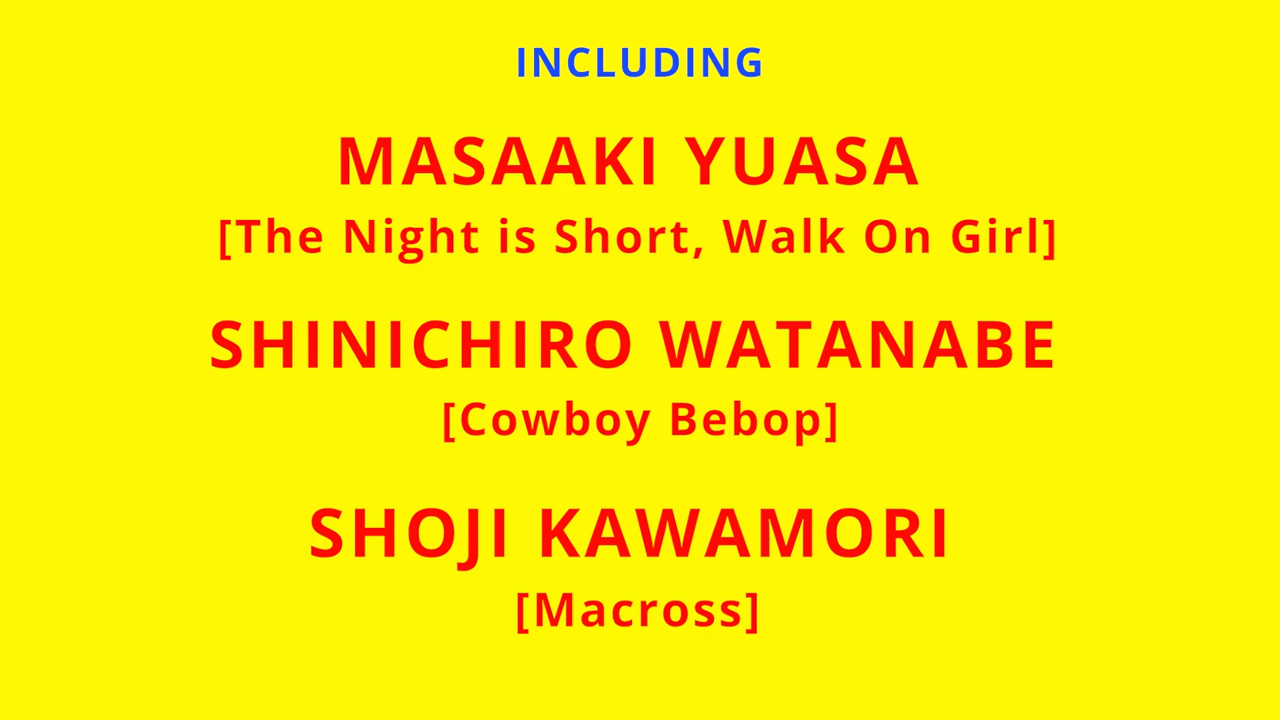 INCLUDING
MASAAKI YUASA
[The Night is Short, Walk On Girl]
SHINICHIRO WATANABE
[Cowboy Bebop]
SHOJI KAWAMORI
[Macross]